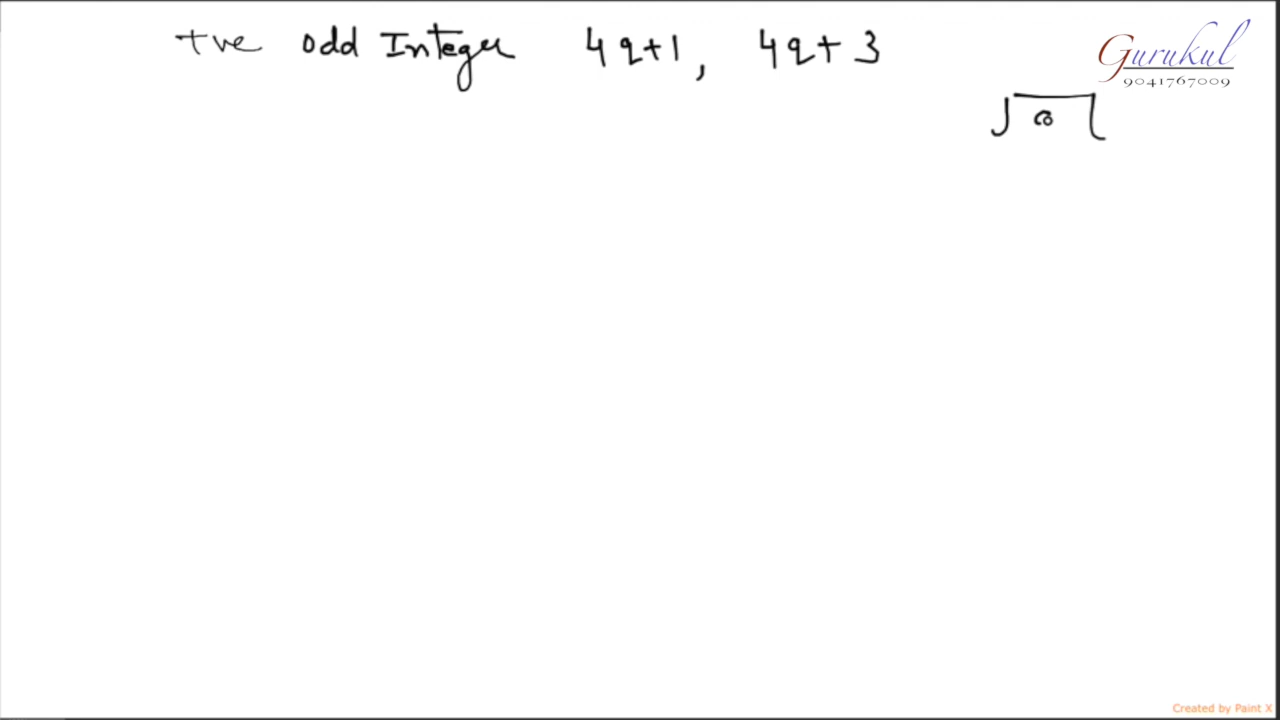 +ve odd Integer 4q+1, 4q+3
Gurukul
9041767009
Created by Paint X